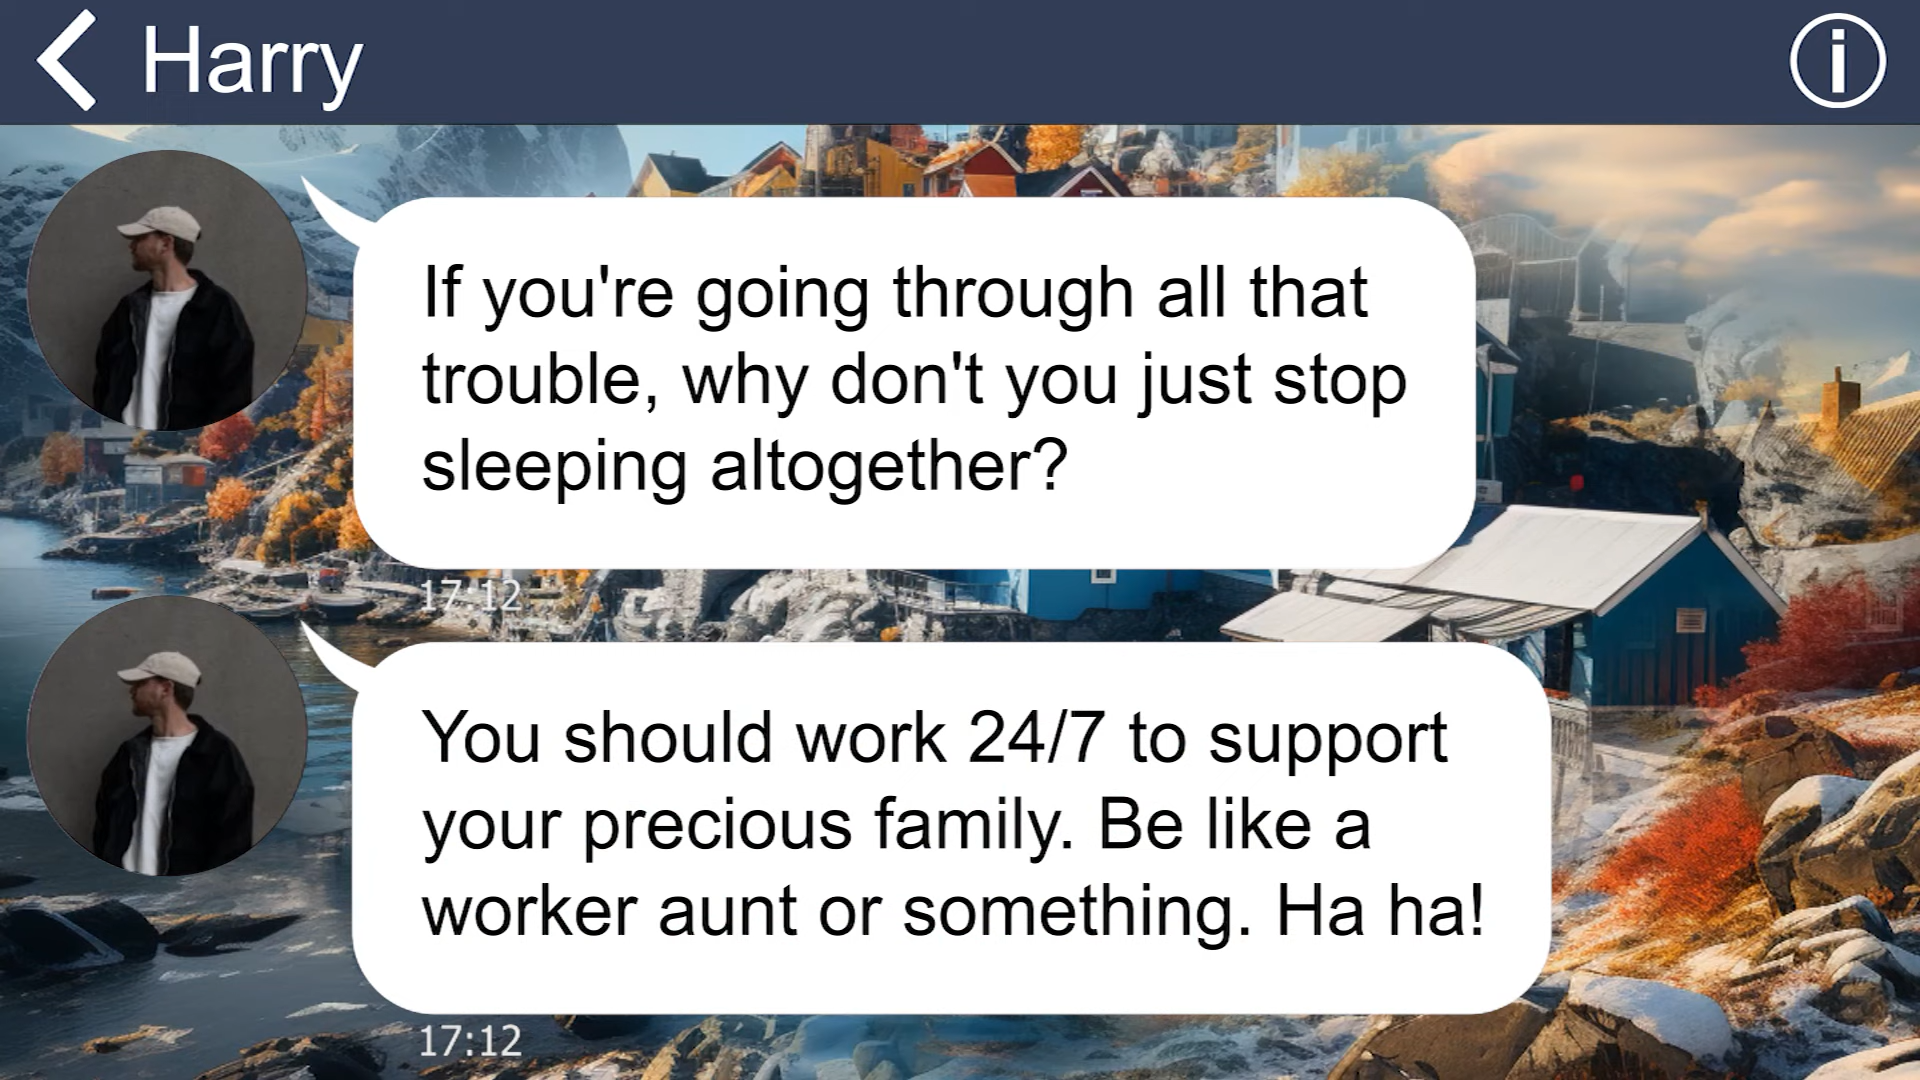 Harry
If you're going through all that
trouble, why don't you just stop
sleeping altogether?
17:12
You should work 24/7 to support
your precious family. Be like a
worker aunt or something. Ha ha!
17:12